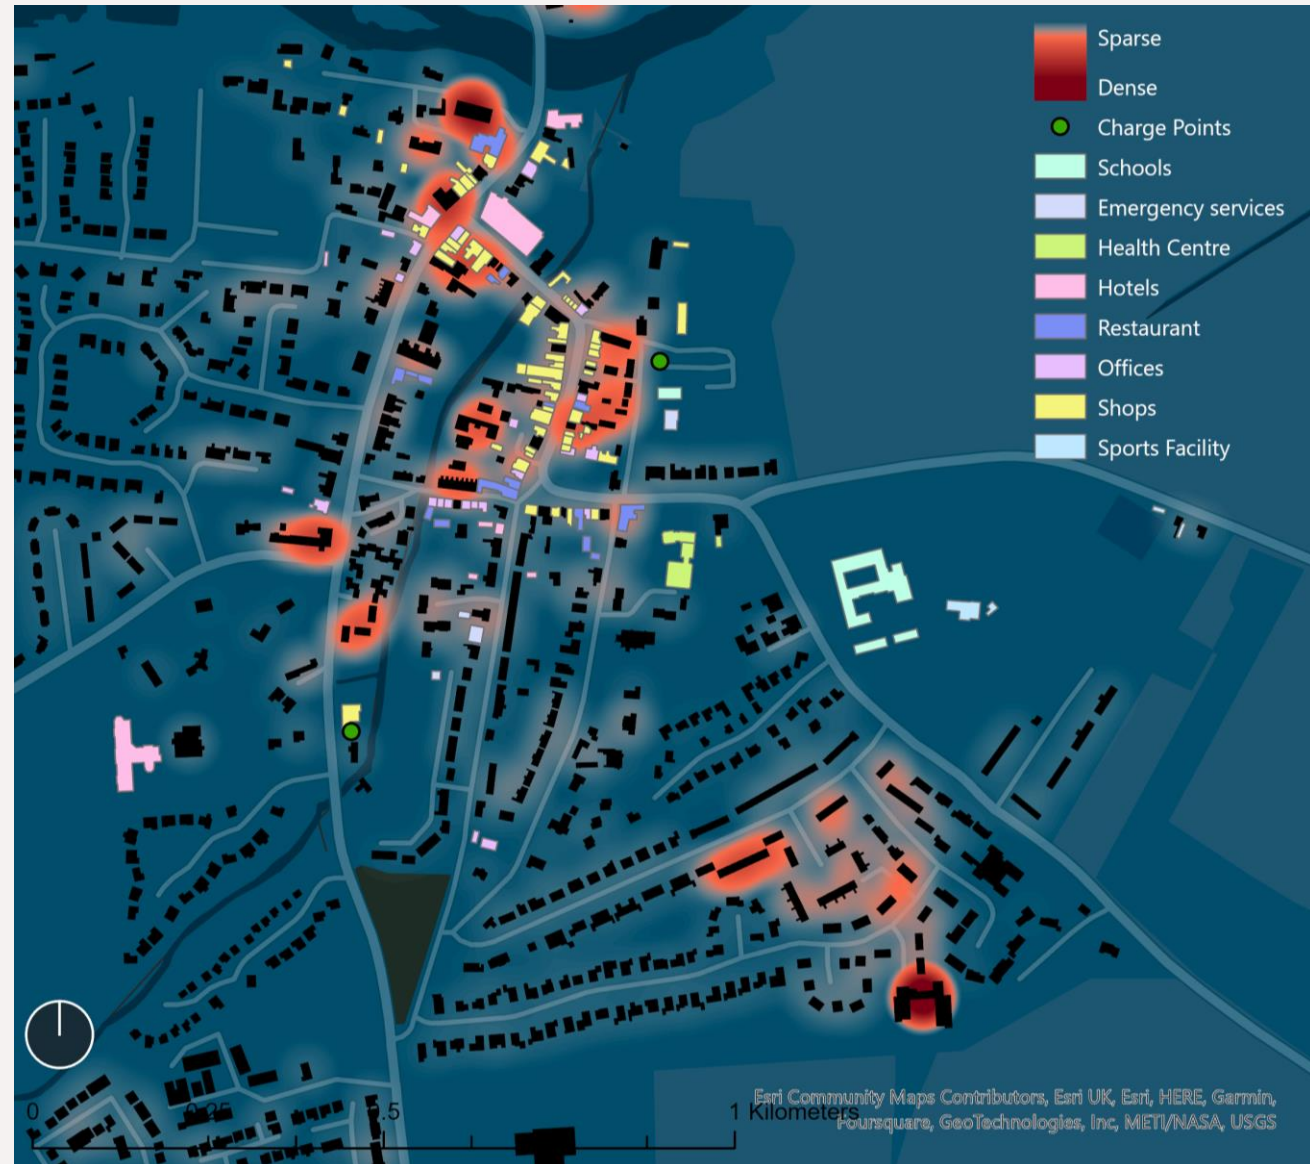 Sparse
Dense
Charge Points
Schools
Emergency services
Health Centre
Hotels
Restaurant
Offices
Shops
Sports Facility
Esri Community Maps Contributors, Esri UK, Esri, HERE, Garmin,
Foursquare, GeoTechnologies, Inc, METI/NASA, USGS
0 0.25 0.5 1 Kilometers